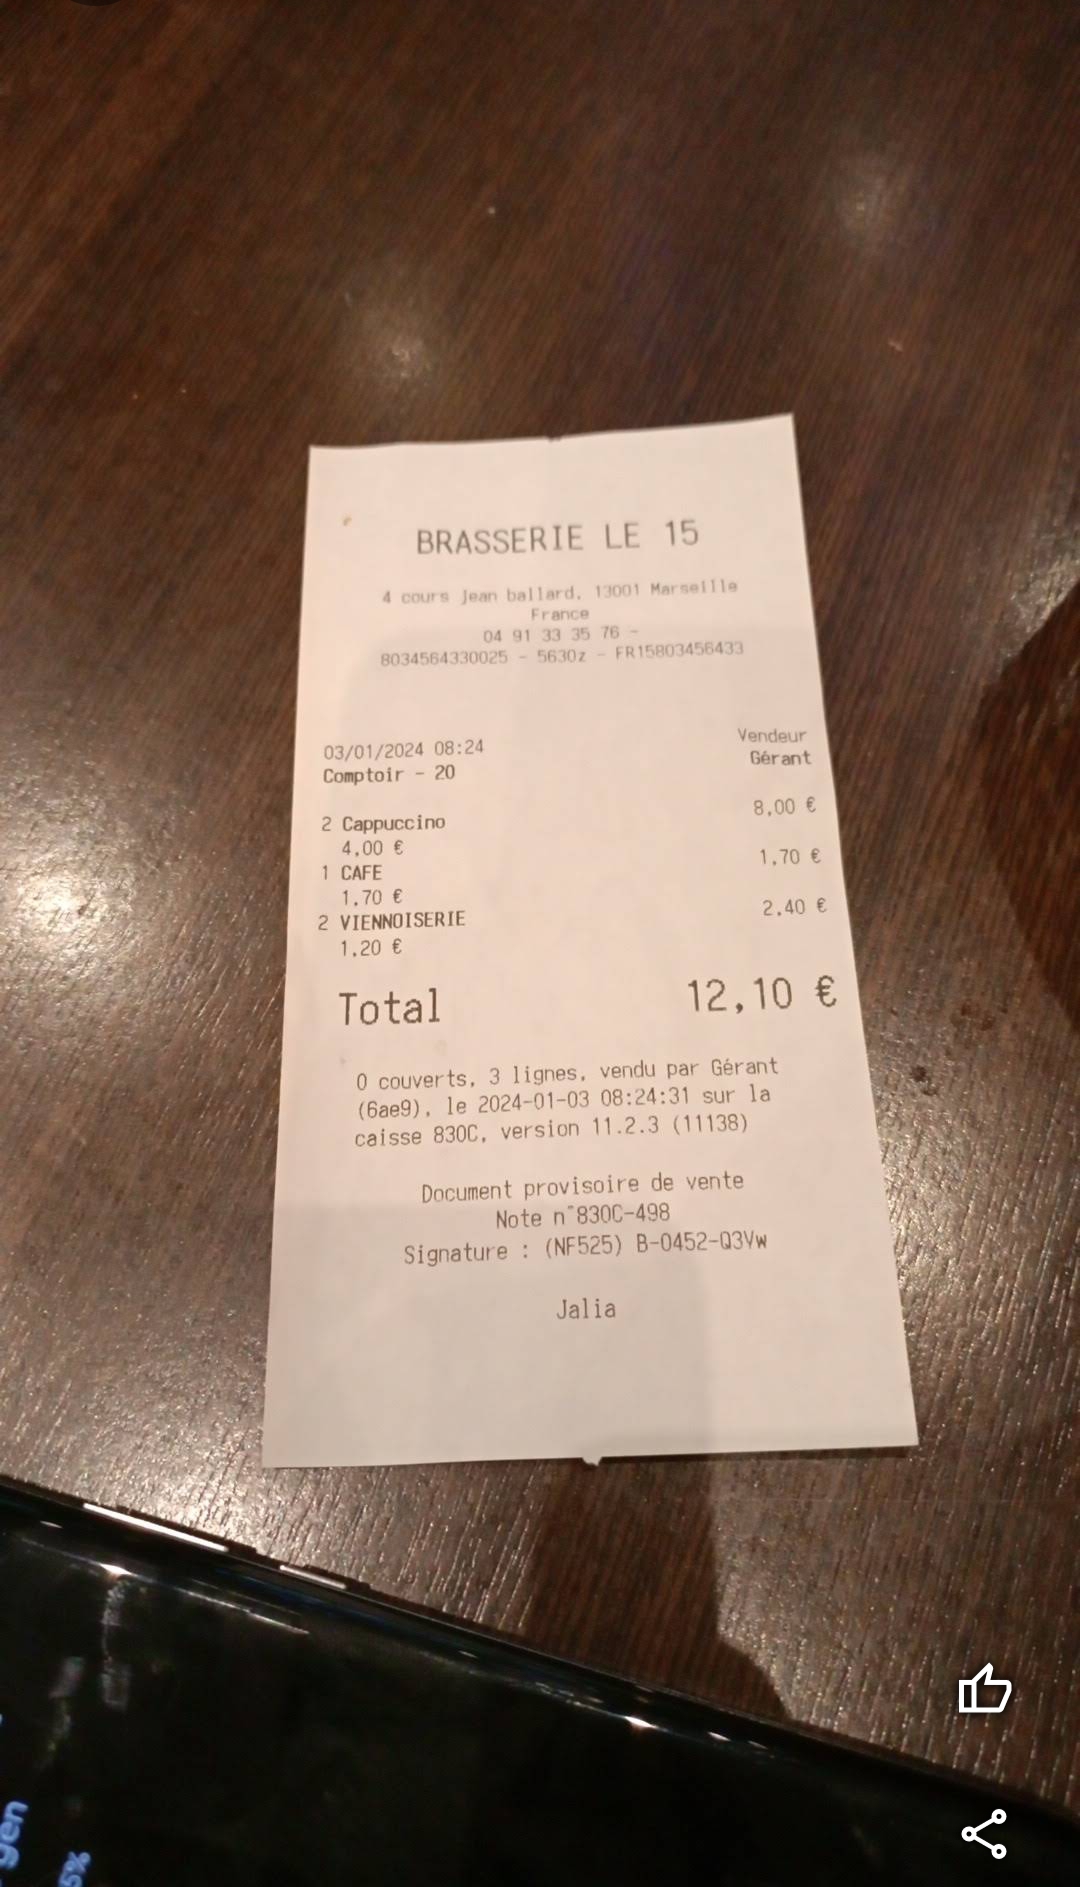 BRASSERIE LE 15
4 cours Jean ballard, 13001 Marseille
France
04 91 33 35 76 -
8034564330025 - 5630z - FR15803456433
Vendeur
03/01/2024 08:24
Gérant
Comptoir - 20
8,00 €
2 Cappuccino
4,00 €
1,70 €
1 CAFE
1,70 €
2,40 €
2 VIENNOISERIE
1,20 €
Total 12,10 €
0 couverts, 3 lignes, vendu par Gérant
(6ae9), le 2024-01-03 08:24:31 sur la
caisse 830C, version 11.2.3 (11138)
Document provisoire de vente
Note n°830C-498
Signature : (NF525) B-0452-Q3Vw
Jalia
gen
5%